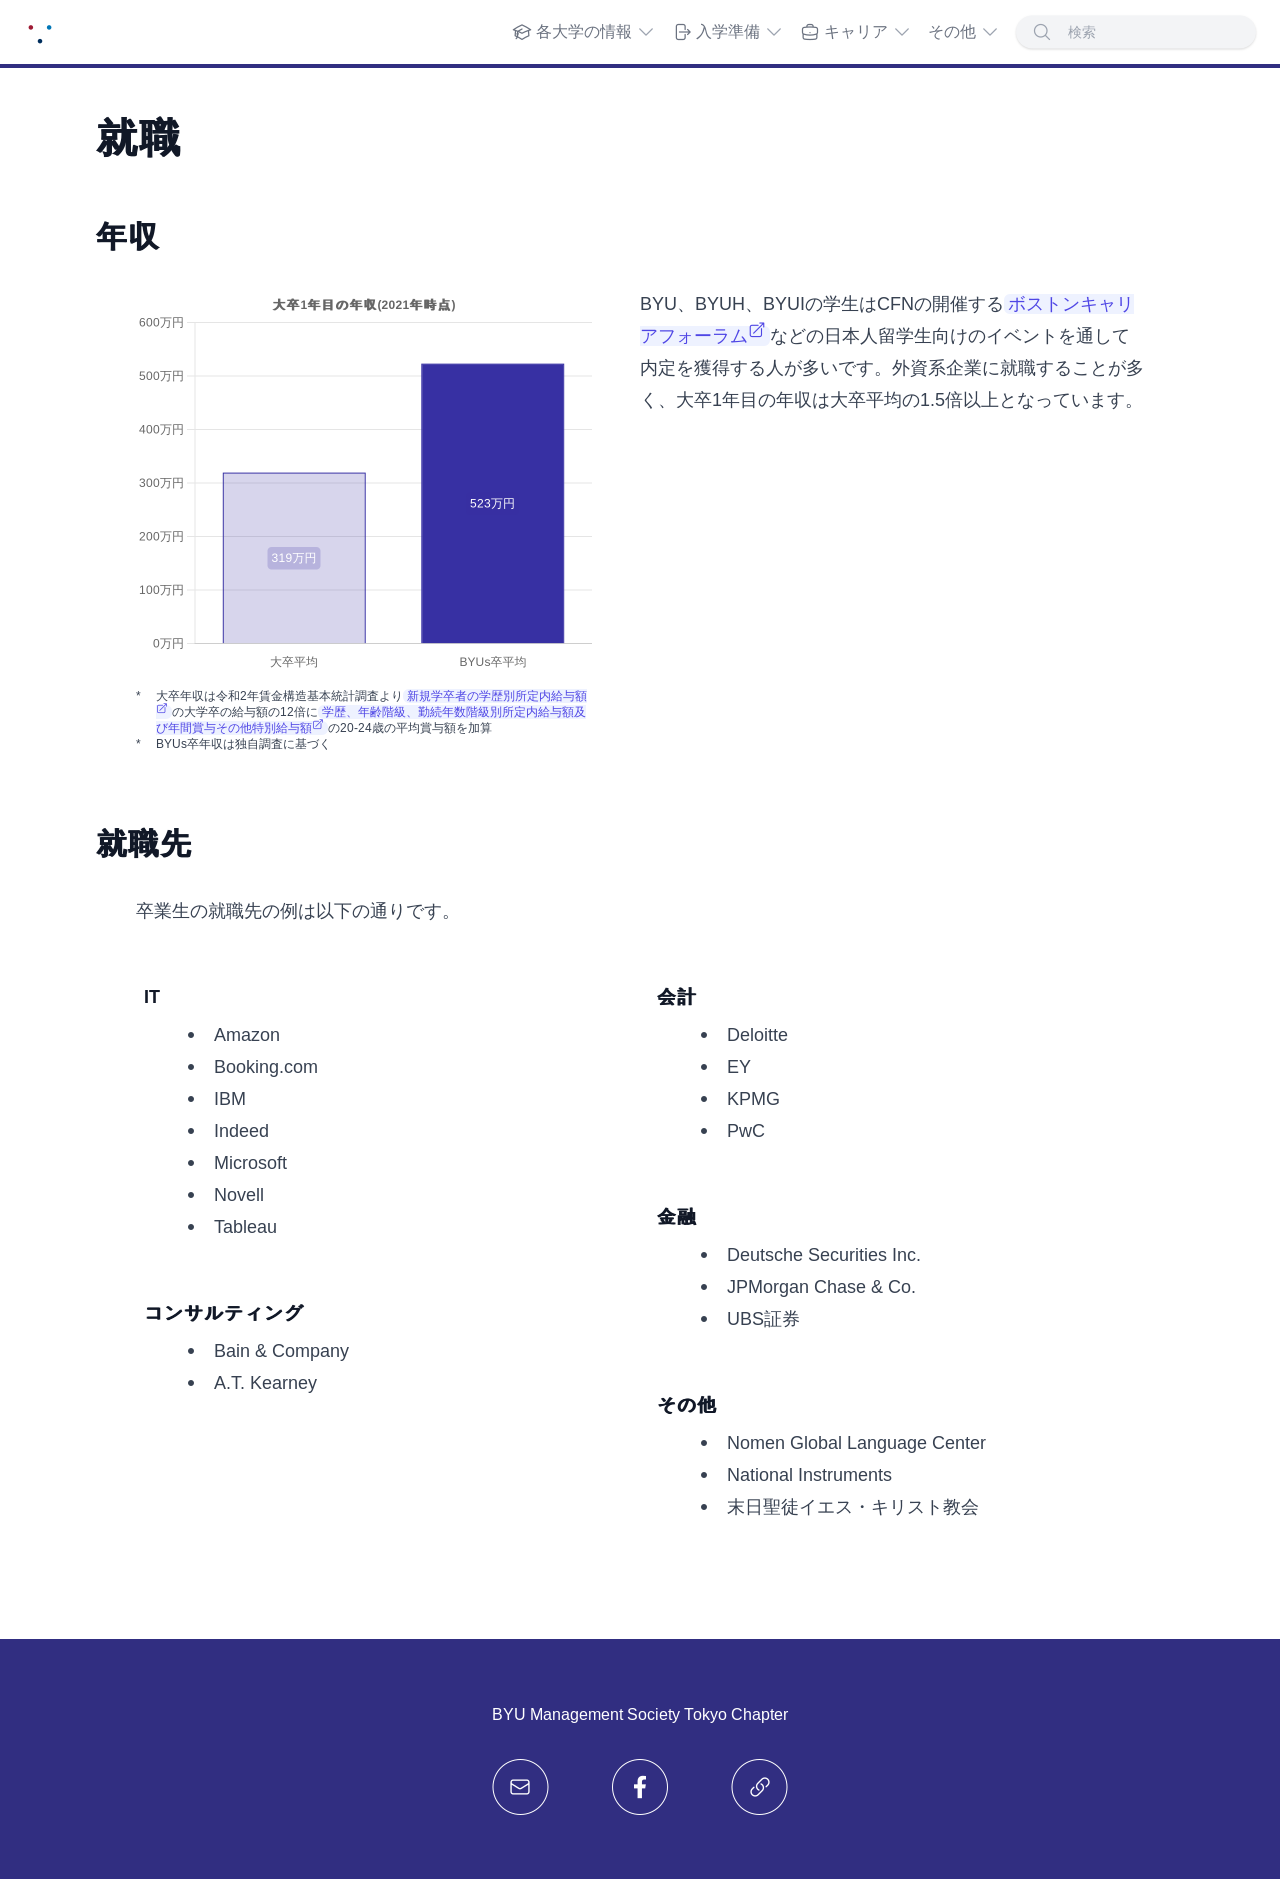 各大学の情報 入学準備 キャリア その他 検索
就職
年収
大卒1年目の年収(2021年時点)
600万円
500万円
400万円
300万円
200万円
100万円
0万円
319万円
523万円
大卒平均 BYUs卒平均
* 大卒年収は令和2年賃金構造基本統計調査より 新規学卒者の学歴別所定内給与額
の大学卒の給与額の12倍に 学歴、年齢階級、勤続年数階級別所定内給与額及
び年間賞与その他特別給与額 の20-24歳の平均賞与額を加算
* BYUs卒年収は独自調査に基づく
BYU、BYUH、BYUIの学生はCFNの開催する ボストンキャリ
アフォーラム などの日本人留学生向けのイベントを通して
内定を獲得する人が多いです。外資系企業に就職することが多
く、大卒1年目の年収は大卒平均の1.5倍以上となっています。
就職先
卒業生の就職先の例は以下の通りです。
IT
• Amazon
• Booking.com
• IBM
• Indeed
• Microsoft
• Novell
• Tableau
コンサルティング
• Bain & Company
• A.T. Kearney
会計
• Deloitte
• EY
• KPMG
• PwC
金融
• Deutsche Securities Inc.
• JPMorgan Chase & Co.
• UBS証券
その他
• Nomen Global Language Center
• National Instruments
• 末日聖徒イエス・キリスト教会
BYU Management Society Tokyo Chapter